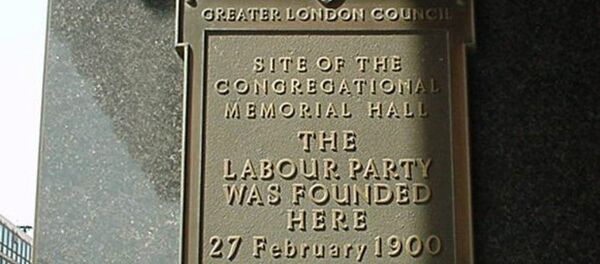 GREATER LONDON COUNCIL
SITE OF THE
CONGREGATIONAL
MEMORIAL HALL
THE
LABOUR PARTY
WAS FOUNDED
HERE
27 February 1900